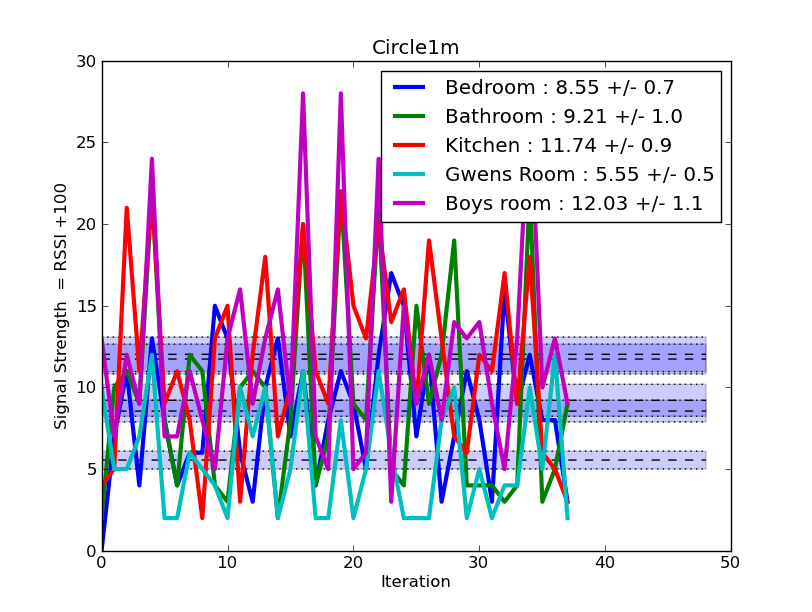 Circle1m
30
25
20
15
10
5
0
Signal Strength = RSSI +100
Bedroom : 8.55 +/- 0.7
Bathroom : 9.21 +/- 1.0
Kitchen : 11.74 +/- 0.9
Gwens Room : 5.55 +/- 0.5
Boys room : 12.03 +/- 1.1
0 10 20 30 40 50
Iteration